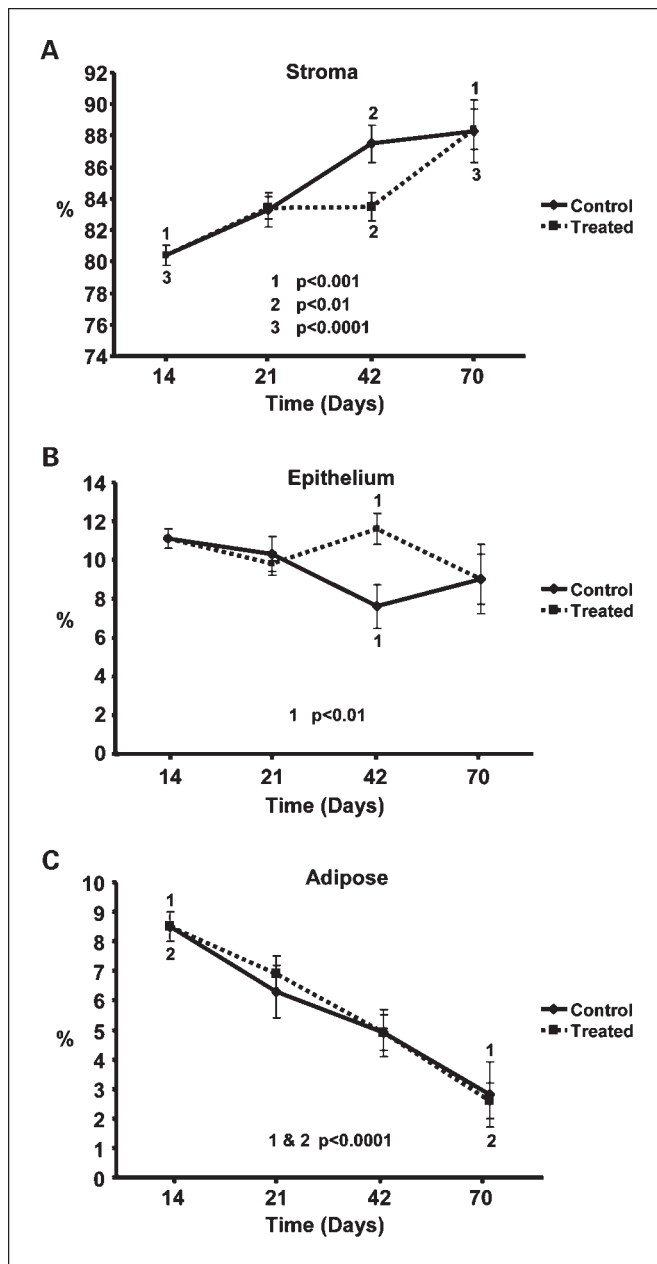 A
Stroma
92
90
88
86
84
82
80
78
76
74
%
1
3
2
2
1
3
1 p<0.001
2 p<0.01
3 p<0.0001
14 21 42 70
Time (Days)
Control
Treated
B
Epithelium
14
12
10
8
6
4
2
0
%
1
1
1 p<0.01
14 21 42 70
Time (Days)
Control
Treated
C
Adipose
10
9
8
7
6
5
4
3
2
1
0
%
1
2
1
2
1 & 2 p<0.0001
14 21 42 70
Time (Days)
Control
Treated